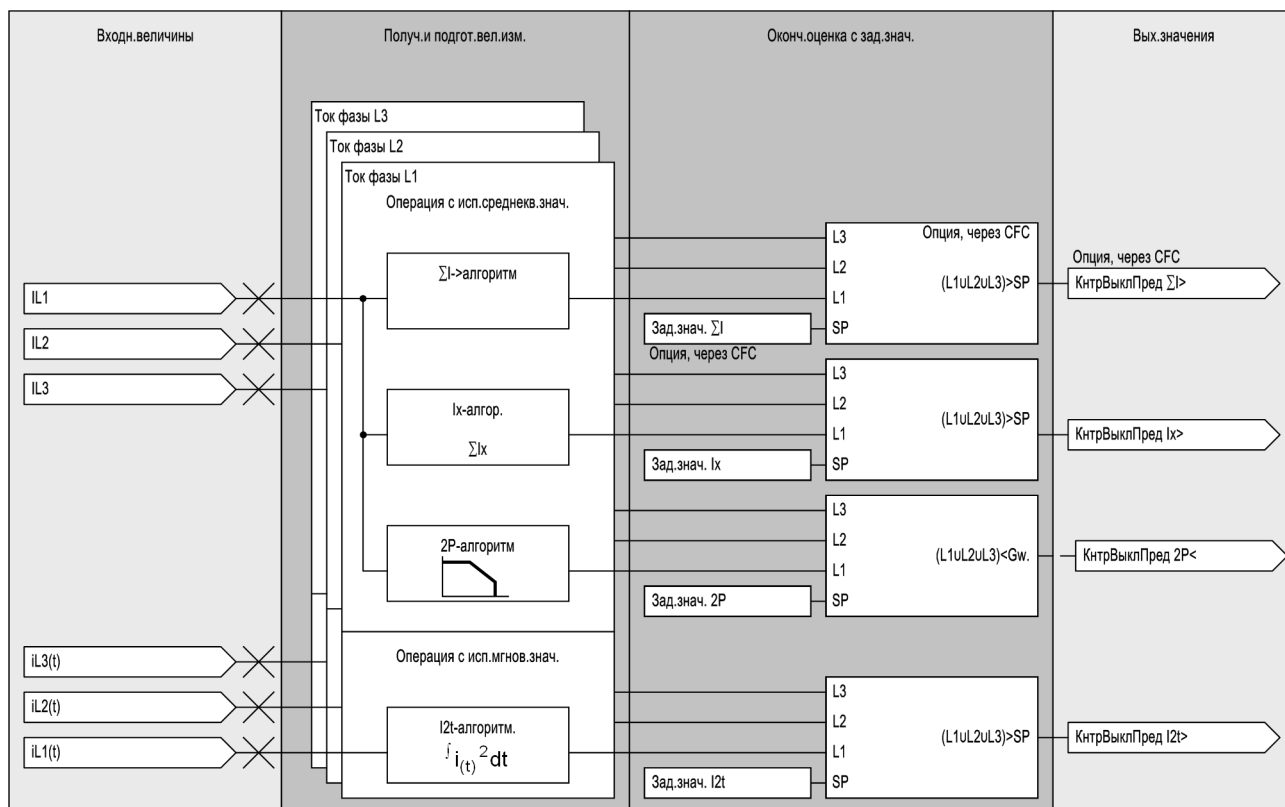 Входн.величины
Получ.и подгот.вел.изм.
Оконч.оценка с зад.знач.
Вых.значения
Ток фазы L3
Ток фазы L2
Ток фазы L1
Операция с исп.среднекв.знач.
∑I->алгоритм
Ix-алгор.
∑Ix
2P-алгоритм
Операция с исп.мгнов.знач.
I2t-алгоритм.
∫i(t)²dt
IL1
IL2
IL3
iL3(t)
iL2(t)
iL1(t)
L3
Опция, через CFC
L2
(L1∪L2∪L3)>SP
L1
Зад.знач. ∑I
SP
Опция, через CFC
L3
L2
(L1∪L2∪L3)>SP
L1
Зад.знач. Ix
SP
L3
L2
(L1∪L2∪L3)<Gw.
L1
Зад.знач. 2P
SP
L3
L2
(L1∪L2∪L3)>SP
L1
Зад.знач. I2t
SP
Опция, через CFC
КнтрВыклПред ∑I>
КнтрВыклПред Ix>
КнтрВыклПред 2P<
КнтрВыклПред I2t>